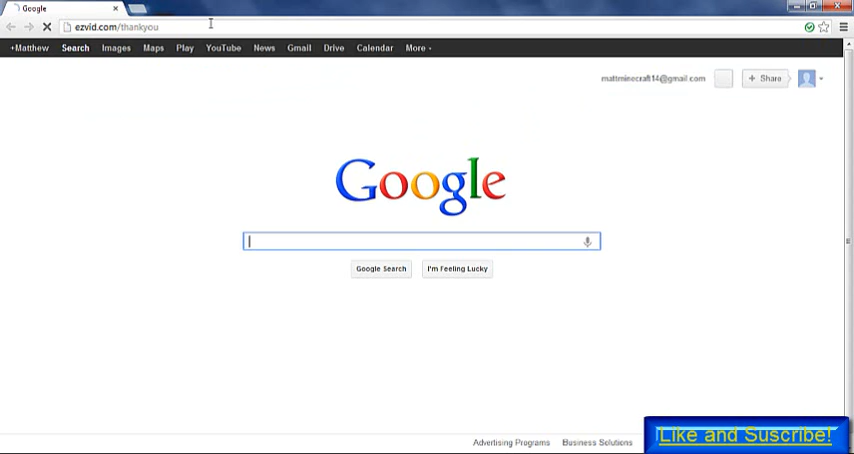 Google
ezvid.com/thankyou
+Matthew Search Images Maps Play YouTube News Gmail Drive Calendar More
mattminecraft14@gmail.com + Share
Google
Google Search I'm Feeling Lucky
Advertising Programs Business Solutions
Like and Suscribe!